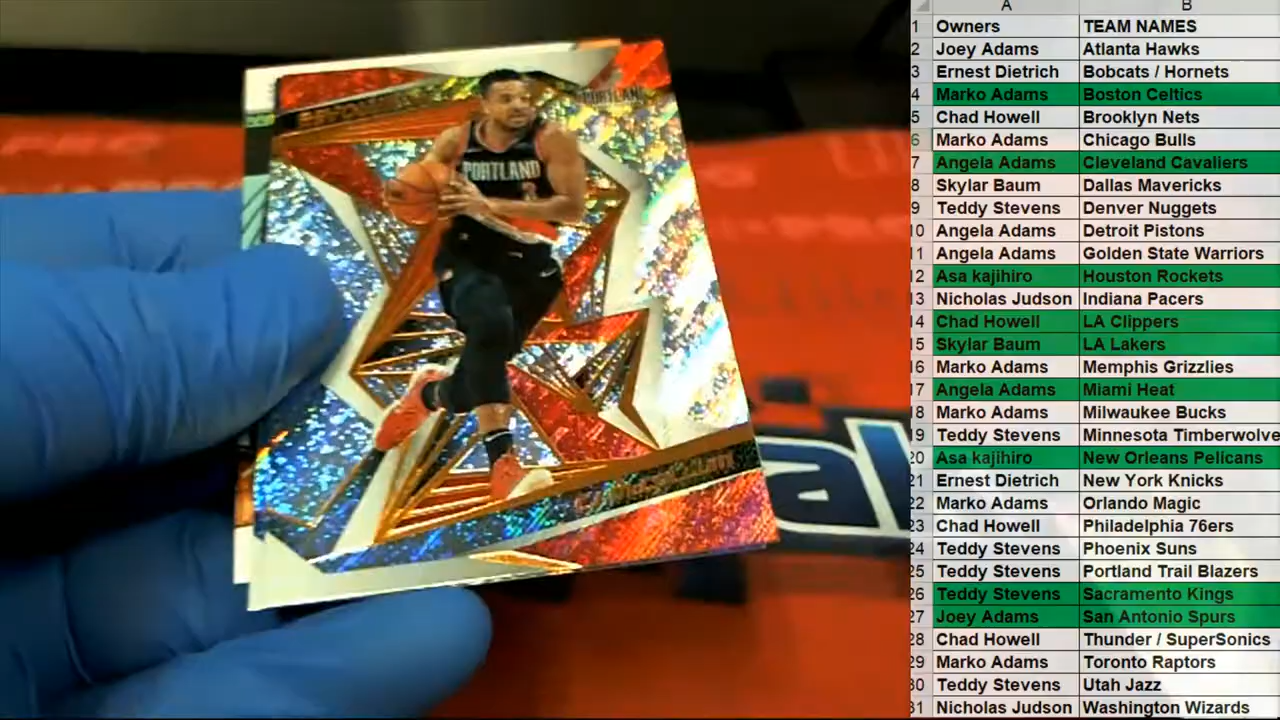 A B
1 Owners TEAM NAMES
2 Joey Adams Atlanta Hawks
3 Ernest Dietrich Bobcats / Hornets
4 Marko Adams Boston Celtics
5 Chad Howell Brooklyn Nets
6 Marko Adams Chicago Bulls
7 Angela Adams Cleveland Cavaliers
8 Skylar Baum Dallas Mavericks
9 Teddy Stevens Denver Nuggets
10 Angela Adams Detroit Pistons
11 Angela Adams Golden State Warriors
12 Asa kajihiro Houston Rockets
13 Nicholas Judson Indiana Pacers
14 Chad Howell LA Clippers
15 Skylar Baum LA Lakers
16 Marko Adams Memphis Grizzlies
17 Angela Adams Miami Heat
18 Marko Adams Milwaukee Bucks
19 Teddy Stevens Minnesota Timberwolve
20 Asa kajihiro New Orleans Pelicans
21 Ernest Dietrich New York Knicks
22 Marko Adams Orlando Magic
23 Chad Howell Philadelphia 76ers
24 Teddy Stevens Phoenix Suns
25 Teddy Stevens Portland Trail Blazers
26 Teddy Stevens Sacramento Kings
27 Joey Adams San Antonio Spurs
28 Chad Howell Thunder / SuperSonics
29 Marko Adams Toronto Raptors
30 Teddy Stevens Utah Jazz
31 Nicholas Judson Washington Wizards
PORTLAND
PORTLAND